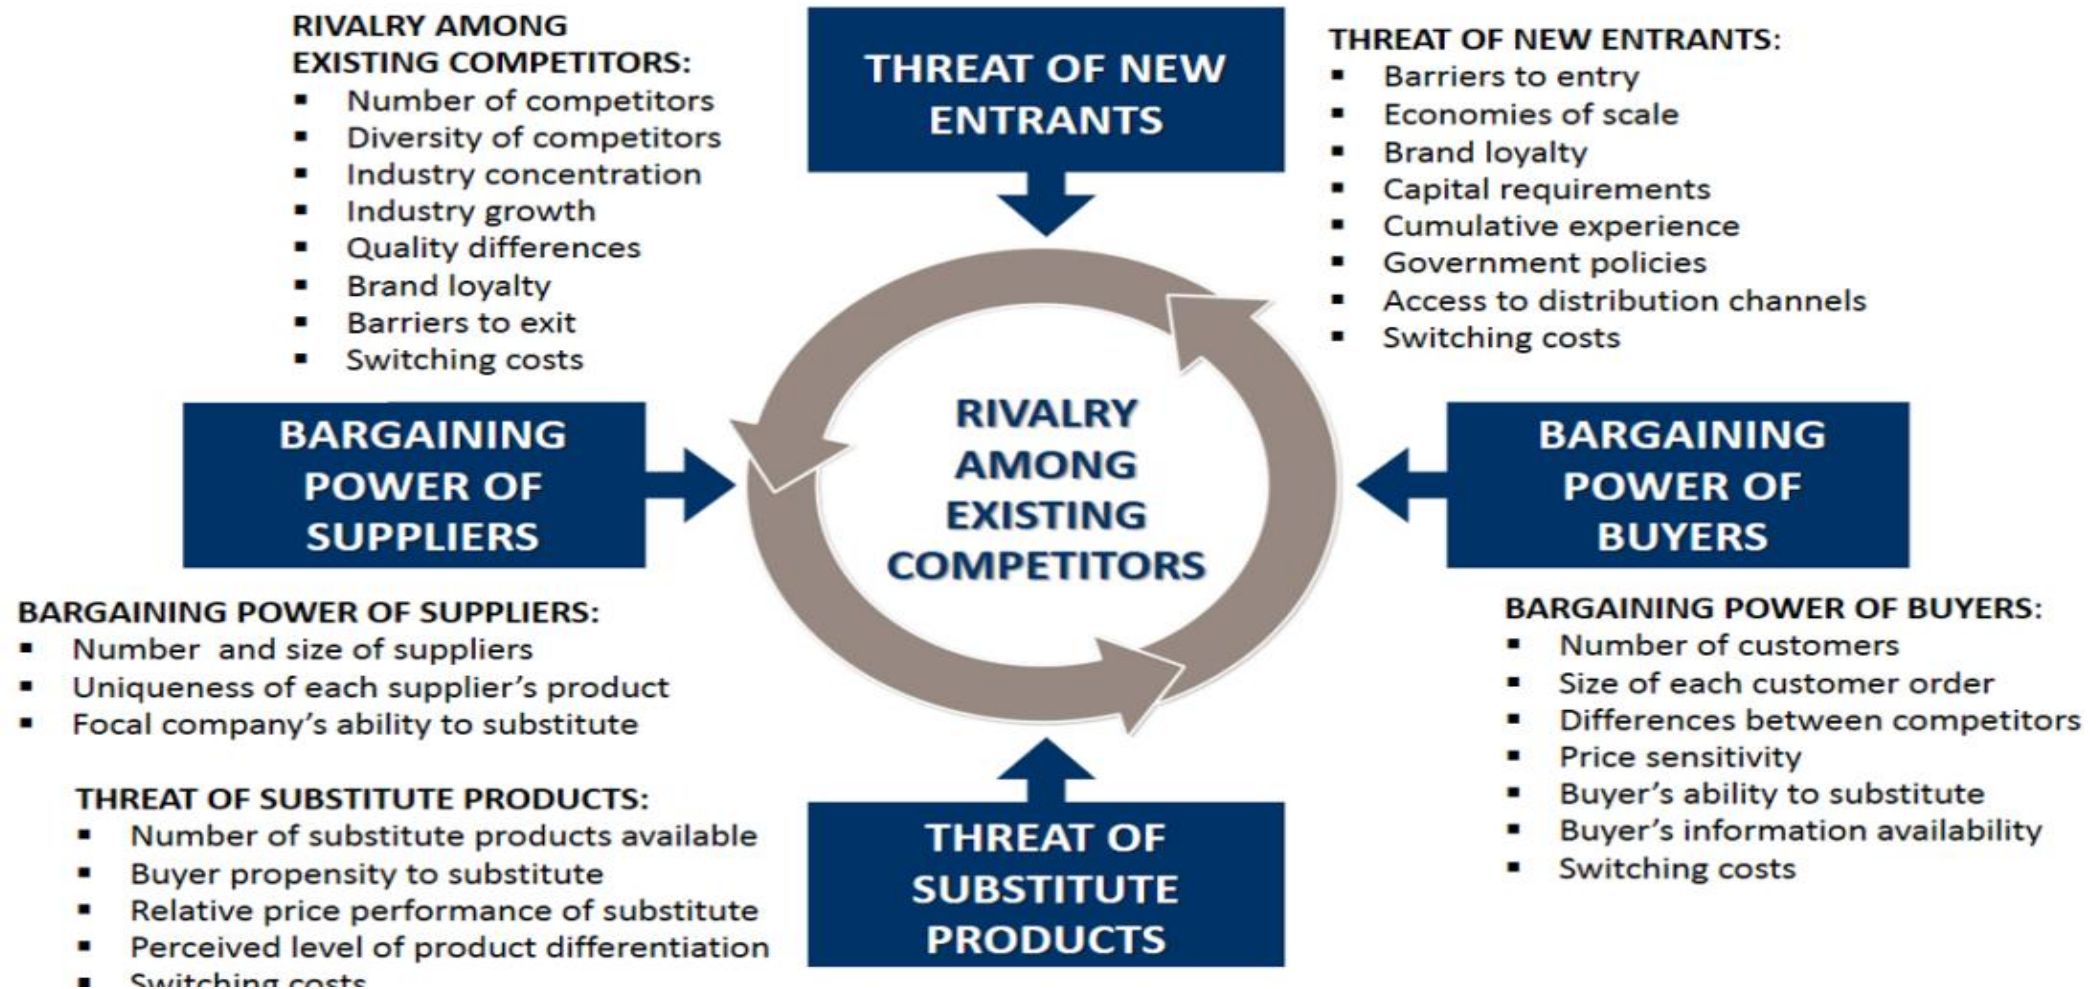 RIVALRY AMONG
EXISTING COMPETITORS:
▪ Number of competitors
▪ Diversity of competitors
▪ Industry concentration
▪ Industry growth
▪ Quality differences
▪ Brand loyalty
▪ Barriers to exit
▪ Switching costs
THREAT OF NEW
ENTRANTS
THREAT OF NEW ENTRANTS:
▪ Barriers to entry
▪ Economies of scale
▪ Brand loyalty
▪ Capital requirements
▪ Cumulative experience
▪ Government policies
▪ Access to distribution channels
▪ Switching costs
BARGAINING
POWER OF
SUPPLIERS
RIVALRY
AMONG
EXISTING
COMPETITORS
BARGAINING
POWER OF
BUYERS
BARGAINING POWER OF SUPPLIERS:
▪ Number and size of suppliers
▪ Uniqueness of each supplier's product
▪ Focal company's ability to substitute
BARGAINING POWER OF BUYERS:
▪ Number of customers
▪ Size of each customer order
▪ Differences between competitors
▪ Price sensitivity
▪ Buyer's ability to substitute
▪ Buyer's information availability
▪ Switching costs
THREAT OF SUBSTITUTE PRODUCTS:
▪ Number of substitute products available
▪ Buyer propensity to substitute
▪ Relative price performance of substitute
▪ Perceived level of product differentiation
▪ Switching costs
THREAT OF
SUBSTITUTE
PRODUCTS